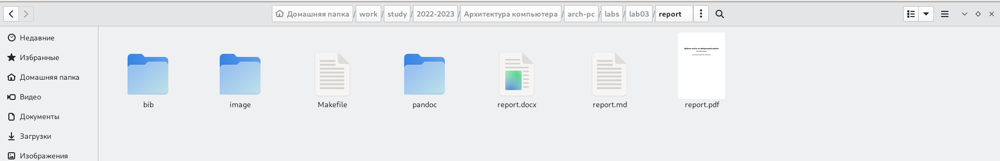 Домашняя папка / work / study / 2022-2023 / Архитектура компьютера / arch-pc / labs / lab03 / report
Недавние
Избранные
Домашняя папка
Видео
Документы
Загрузки
Изображения
bib
image
Makefile
pandoc
report.docx
report.md
report.pdf